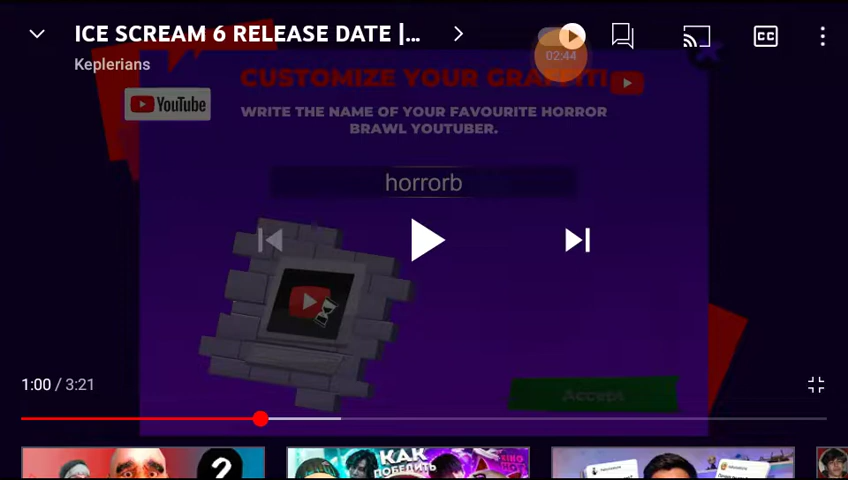 ICE SCREAM 6 RELEASE DATE |...
Keplerians
02:44
CC
YouTube
CUSTOMIZE YOUR GRAFFITI
WRITE THE NAME OF YOUR FAVOURITE HORROR
BRAWL YOUTUBER.
horrorb
Accept
1:00 / 3:21
?
КАК
ПОБЕДИТЬ